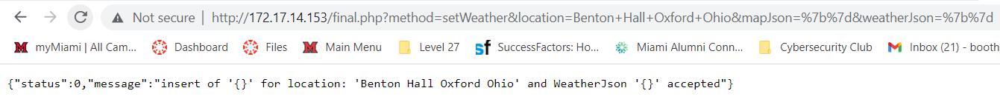 Not secure | http://172.17.14.153/final.php?method=setWeather&location=Benton+Hall+Oxford+Ohio&mapJson=%7b%7d&weatherJson=%7b%7d
myMiami | All Cam... Dashboard Files Main Menu Level 27 sf SuccessFactors: Ho... Miami Alumni Conn... Cybersecurity Club Inbox (21) - booth
{"status":0,"message":"insert of '{}' for location: 'Benton Hall Oxford Ohio' and WeatherJson '{}' accepted"}